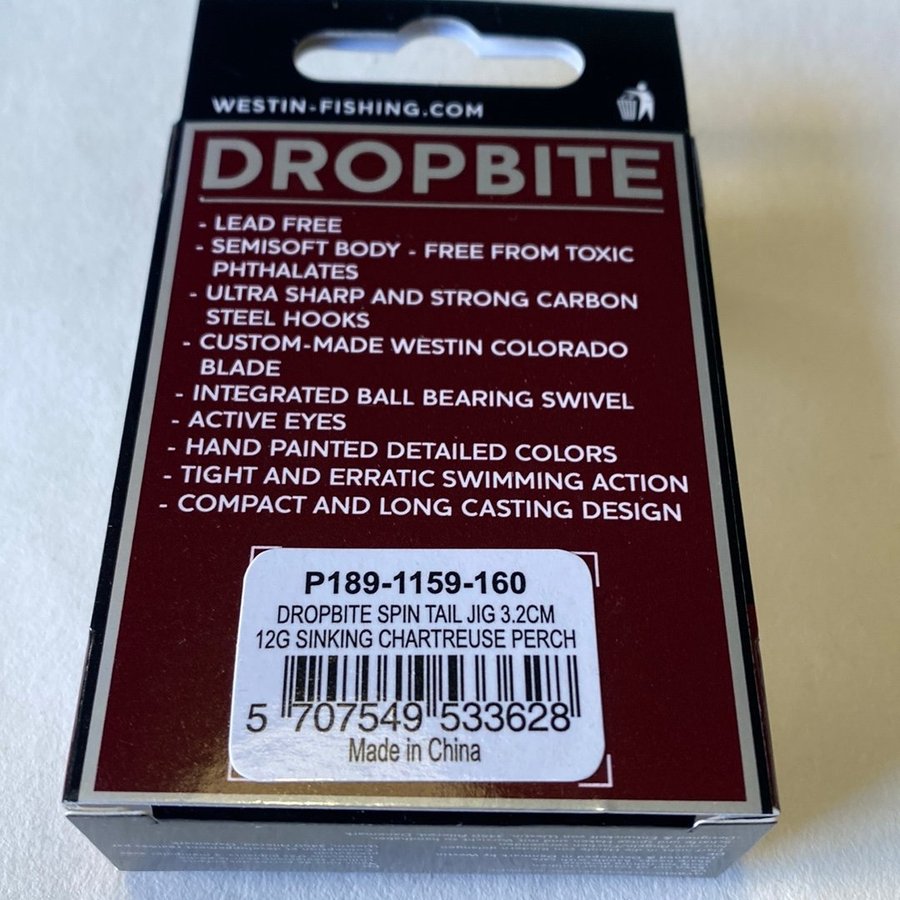 WESTIN-FISHING.COM
DROPBITE
- LEAD FREE
- SEMISOFT BODY - FREE FROM TOXIC
PHTHALATES
- ULTRA SHARP AND STRONG CARBON
STEEL HOOKS
- CUSTOM-MADE WESTIN COLORADO
BLADE
- INTEGRATED BALL BEARING SWIVEL
- ACTIVE EYES
- HAND PAINTED DETAILED COLORS
- TIGHT AND ERRATIC SWIMMING ACTION
- COMPACT AND LONG CASTING DESIGN
P189-1159-160
DROPBITE SPIN TAIL JIG 3.2CM
12G SINKING CHARTREUSE PERCH
5 707549 533628
Made in China